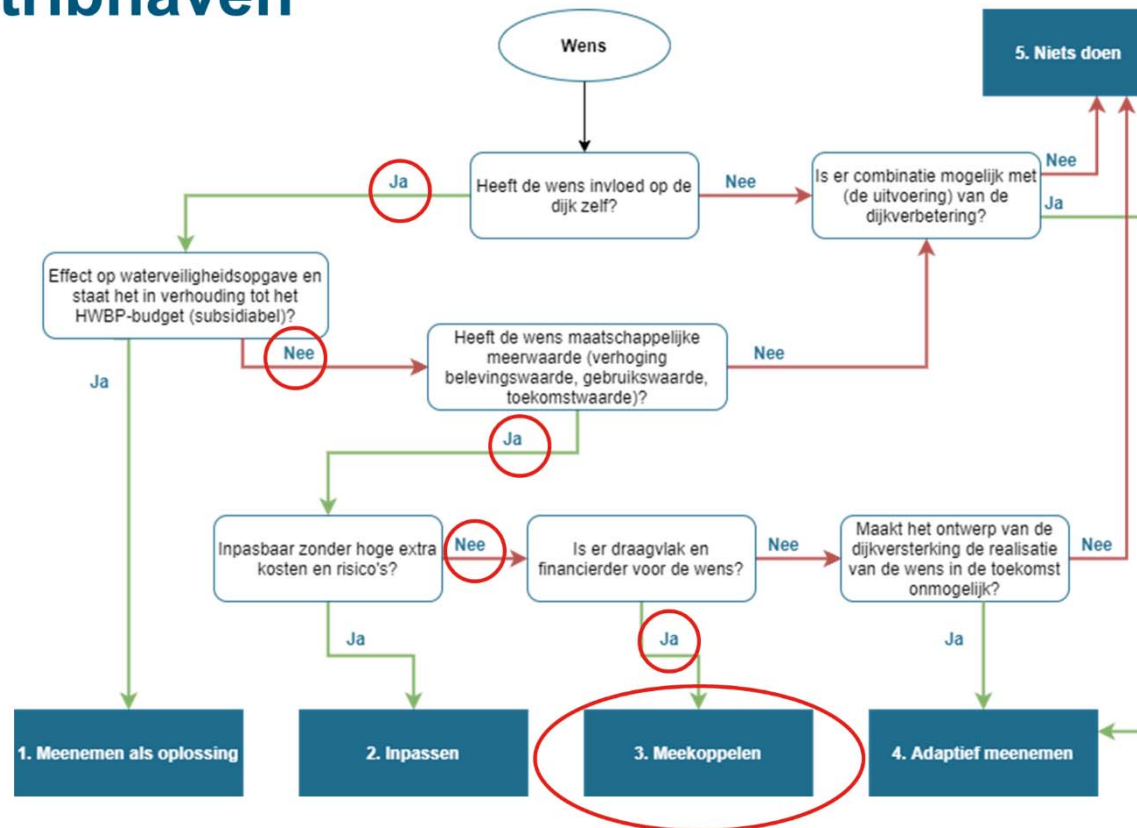 Wens
5. Niets doen
Ja
Heeft de wens invloed op de
dijk zelf?
Nee
Is er combinatie mogelijk met
(de uitvoering) van de
dijkverbetering?
Nee
Ja
Effect op waterveiligheidsopgave en
staat het in verhouding tot het
HWBP-budget (subsidiabel)?
Nee
Ja
Heeft de wens maatschappelijke
meerwaarde (verhoging
belevingswaarde, gebruikswaarde,
toekomstwaarde)?
Nee
Ja
Inpasbaar zonder hoge extra
kosten en risico's?
Nee
Is er draagvlak en
financierder voor de wens?
Nee
Maakt het ontwerp van de
dijkversterking de realisatie
van de wens in de toekomst
onmogelijk?
Nee
Ja
Ja
Ja
1. Meenemen als oplossing
2. Inpassen
3. Meekoppelen
4. Adaptief meenemen